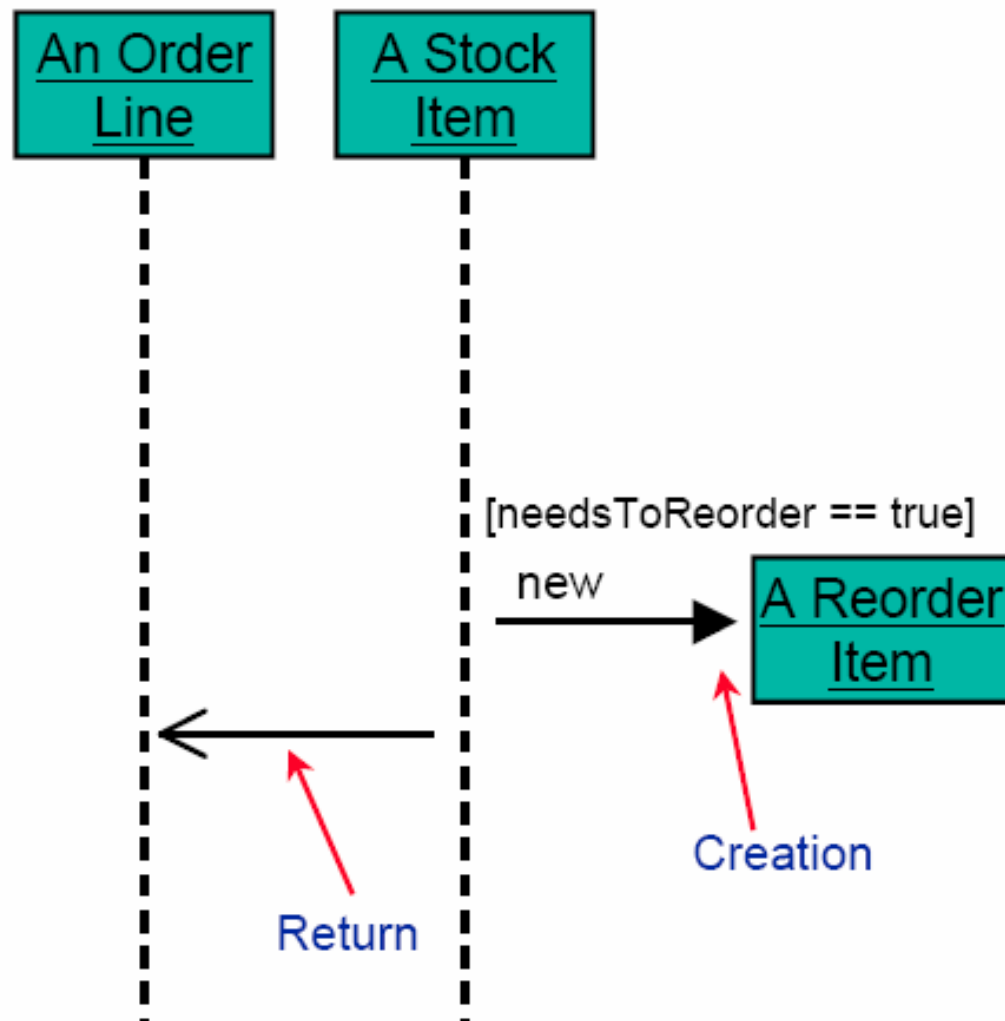 An Order
Line
A Stock
Item
[needsToReorder == true]
new
A Reorder
Item
Creation
Return